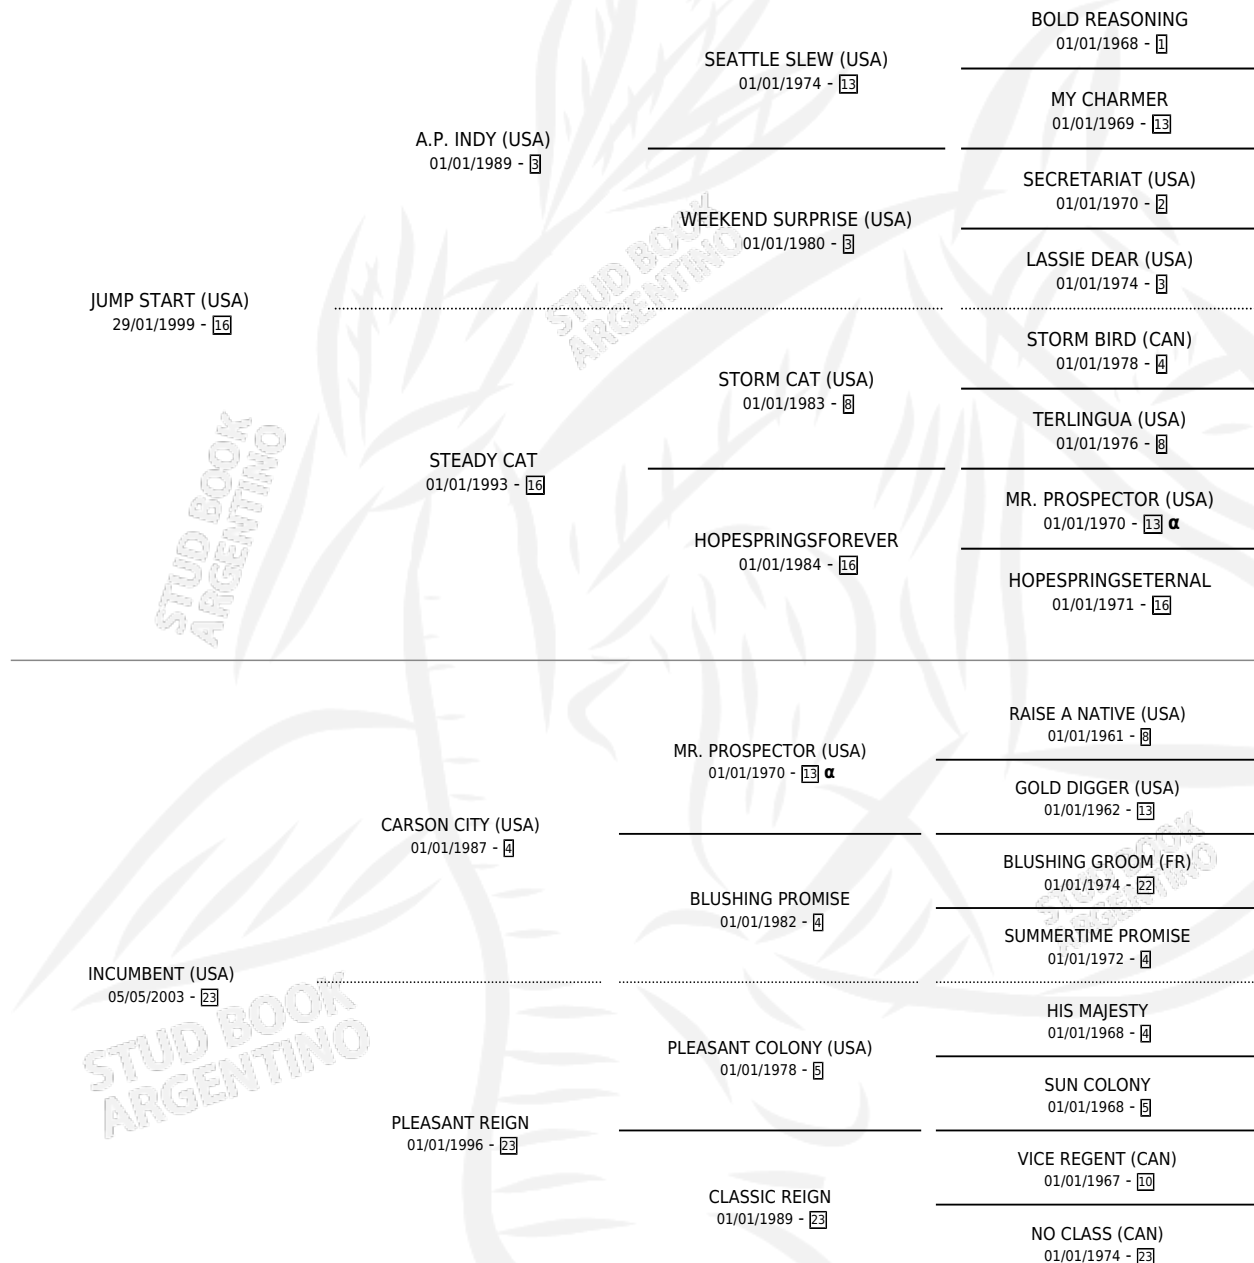 BOLD REASONING
01/01/1968 - 1
SEATTLE SLEW (USA)
01/01/1974 - 13
MY CHARMER
01/01/1969 - 13
A.P. INDY (USA)
01/01/1989 - 3
SECRETARIAT (USA)
01/01/1970 - 2
WEEKEND SURPRISE (USA)
01/01/1980 - 3
LASSIE DEAR (USA)
01/01/1974 - 3
STUD BOOK
ARGENTINO
JUMP START (USA)
29/01/1999 - 16
STORM BIRD (CAN)
01/01/1978 - 4
STORM CAT (USA)
01/01/1983 - 8
TERLINGUA (USA)
01/01/1976 - 8
STEADY CAT
01/01/1993 - 16
MR. PROSPECTOR (USA)
01/01/1970 - 13 α
HOPESPRINGSFOREVER
01/01/1984 - 16
HOPESPRINGSETERNAL
01/01/1971 - 16
STUD BOOK
ARGENTINO
RAISE A NATIVE (USA)
01/01/1961 - 8
MR. PROSPECTOR (USA)
01/01/1970 - 13 α
GOLD DIGGER (USA)
01/01/1962 - 13
CARSON CITY (USA)
01/01/1987 - 4
BLUSHING GROOM (FR)
01/01/1974 - 22
BLUSHING PROMISE
01/01/1982 - 4
SUMMERTIME PROMISE
01/01/1972 - 4
STUD BOOK
ARGENTINO
INCUMBENT (USA)
05/05/2003 - 23
HIS MAJESTY
01/01/1968 - 4
PLEASANT COLONY (USA)
01/01/1978 - 5
SUN COLONY
01/01/1968 - 5
STUD BOOK
ARGENTINO
PLEASANT REIGN
01/01/1996 - 23
VICE REGENT (CAN)
01/01/1967 - 10
CLASSIC REIGN
01/01/1989 - 23
NO CLASS (CAN)
01/01/1974 - 23